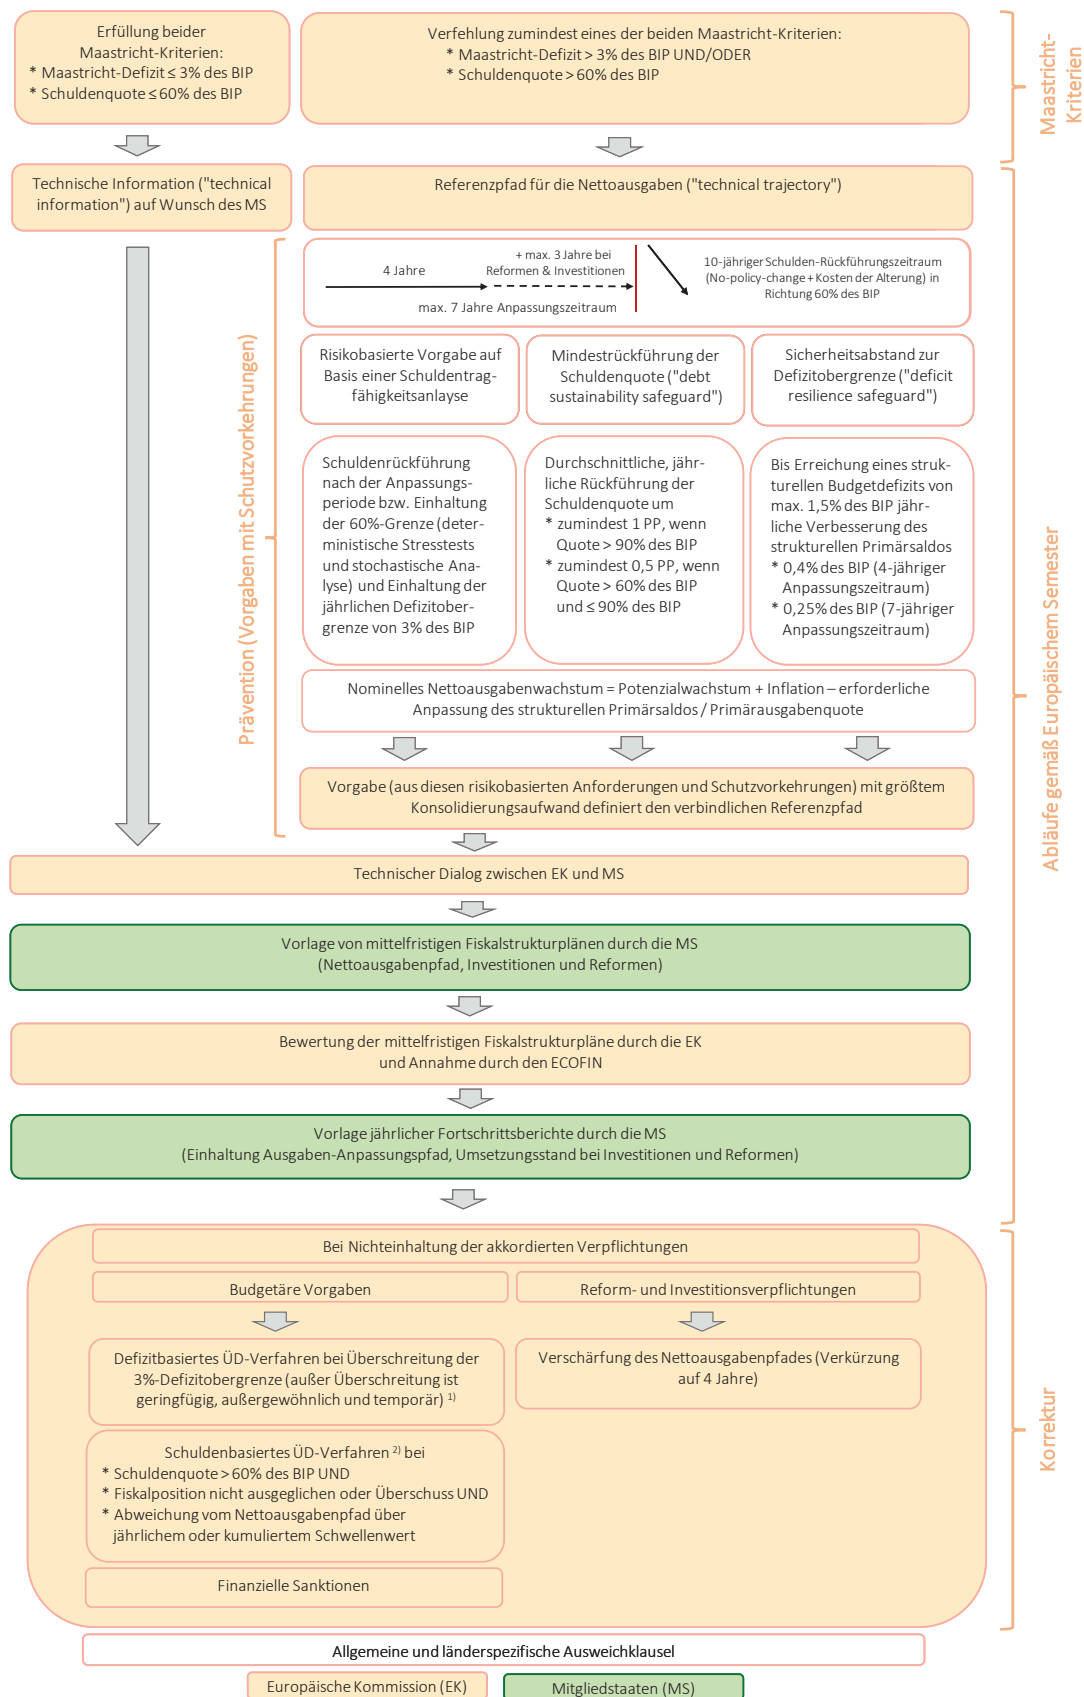 Erfüllung beider
Maastricht-Kriterien:
* Maastricht-Defizit ≤ 3% des BIP
* Schuldenquote ≤ 60% des BIP
Verfehlung zumindest eines der beiden Maastricht-Kriterien:
* Maastricht-Defizit > 3% des BIP UND/ODER
* Schuldenquote > 60% des BIP
Maastricht-
Kriterien
Technische Information ("technical
information") auf Wunsch des MS
Referenzpfad für die Nettoausgaben ("technical trajectory")
4 Jahre
+ max. 3 Jahre bei
Reformen & Investitionen
max. 7 Jahre Anpassungszeitraum
10-jähriger Schulden-Rückführungszeitraum
(No-policy-change + Kosten der Alterung) in
Richtung 60% des BIP
Prävention (Vorgaben mit Schutzvorkehrungen)
Abläufe gemäß Europäischem Semester
Risikobasierte Vorgabe auf
Basis einer Schuldentrag-
fähigkeitsanlayse
Mindestrückführung der
Schuldenquote ("debt
sustainability safeguard")
Sicherheitsabstand zur
Defizitobergrenze ("deficit
resilience safeguard")
Schuldenrückführung
nach der Anpassungs-
periode bzw. Einhaltung
der 60%-Grenze (deter-
ministische Stresstests
und stochastische Ana-
lyse) und Einhaltung der
jährlichen Defizitober-
grenze von 3% des BIP
Durchschnittliche, jähr-
liche Rückführung der
Schuldenquote um
* zumindest 1 PP, wenn
Quote > 90% des BIP
* zumindest 0,5 PP, wenn
Quote > 60% des BIP
und ≤ 90% des BIP
Bis Erreichung eines struk-
turellen Budgetdefizits von
max. 1,5% des BIP jähr-
liche Verbesserung des
strukturellen Primärsaldos
* 0,4% des BIP (4-jähriger
Anpassungszeitraum)
* 0,25% des BIP (7-jähriger
Anpassungszeitraum)
Nominelles Nettoausgabenwachstum = Potenzialwachstum + Inflation – erforderliche
Anpassung des strukturellen Primärsaldos / Primärausgabenquote
Vorgabe (aus diesen risikobasierten Anforderungen und Schutzvorkehrungen) mit größtem
Konsolidierungsaufwand definiert den verbindlichen Referenzpfad
Technischer Dialog zwischen EK und MS
Vorlage von mittelfristigen Fiskalstrukturplänen durch die MS
(Nettoausgabenpfad, Investitionen und Reformen)
Bewertung der mittelfristigen Fiskalstrukturpläne durch die EK
und Annahme durch den ECOFIN
Vorlage jährlicher Fortschrittsberichte durch die MS
(Einhaltung Ausgaben-Anpassungspfad, Umsetzungsstand bei Investitionen und Reformen)
Bei Nichteinhaltung der akkordierten Verpflichtungen
Budgetäre Vorgaben
Reform- und Investitionsverpflichtungen
Defizitbasiertes ÜD-Verfahren bei Überschreitung der
3%-Defizitobergrenze (außer Überschreitung ist
geringfügig, außergewöhnlich und temporär) 1)
Verschärfung des Nettoausgabenpfades (Verkürzung
auf 4 Jahre)
Schuldenbasiertes ÜD-Verfahren 2) bei
* Schuldenquote > 60% des BIP UND
* Fiskalposition nicht ausgeglichen oder Überschuss UND
* Abweichung vom Nettoausgabenpfad über
jährlichem oder kumuliertem Schwellenwert
Finanzielle Sanktionen
Korrektur
Allgemeine und länderspezifische Ausweichklausel
Europäische Kommission (EK)
Mitgliedstaaten (MS)